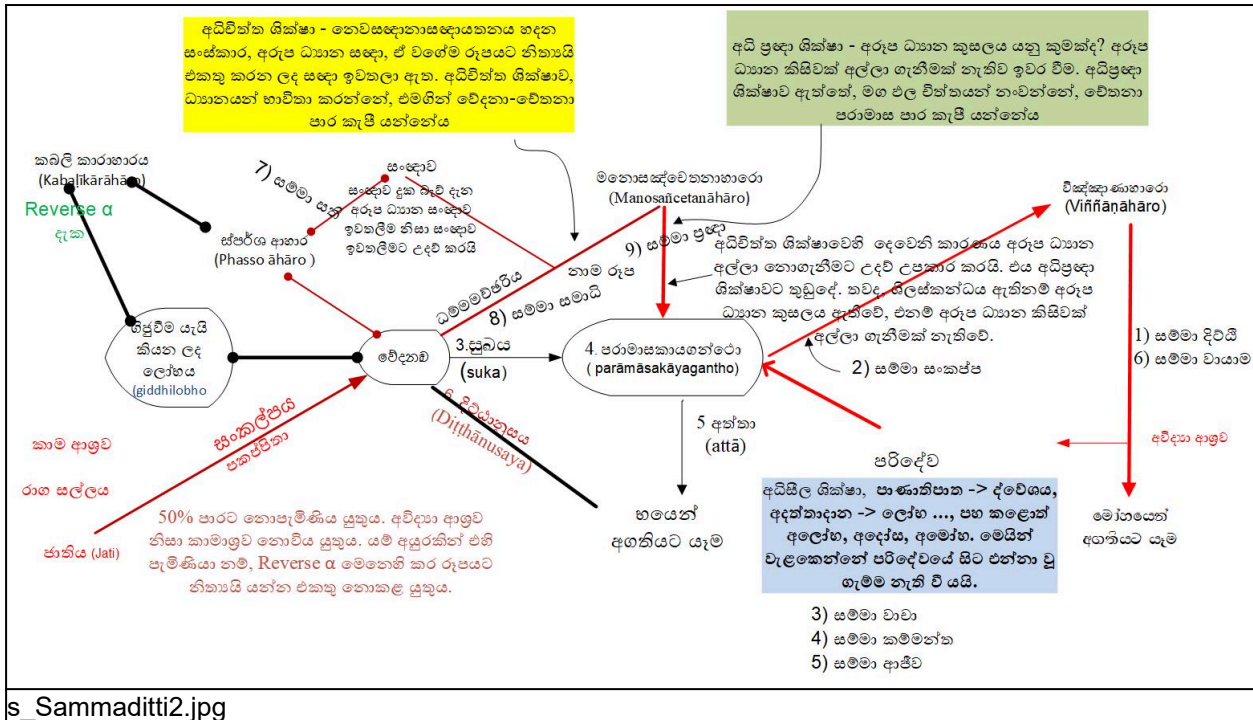 අධිචිත්ත ශික්ෂා - නෙවසඥානාසඥායතනය හදන
සංස්කාර, අරුප ධ්‍යාන සඥා, ඒ වගේම රූපයට නිත්‍යයි
එකතු කරන ලද සඥා ඉවතලා ඇත. අධිචිත්ත ශික්ෂාව,
ධ්‍යානයන් භාවිතා කරන්නේ, එමගින් වේදනා-චේතනා
පාර කැපී යන්නේය
අධි ප්‍රඥා ශික්ෂා - අරූප ධ්‍යාන කුසලය යනු කුමක්ද? අරූප
ධ්‍යාන කිසිවක් අල්ලා ගැනීමක් නැතිව ඉවර වීම. අධිප්‍රඥා
ශික්ෂාව ඇත්තේ, මග ඵල චිත්තයන් නංවන්නේ, චේතනා
පරාමාස පාර කැපී යන්නේය
කබලි කාරාහාරය
(Kabaḷīkārāhāro)
Reverse α
දැක
7) සම්මා සති
සංඥාව
සංඥාව දුක බැව් දැන
අරූප ධ්‍යාන සංඥාව
ඉවතලීම නිසා සංඥාව
ඉවතලීමට උදව් කරයි
ස්පර්ශ ආහාර
(Phasso āhāro )
මනොසඤ්චෙතනාහාරො
(Manosañcetanāhāro)
වීඤ්ඤාණාහාරො
(Viññāṇāhāro)
9) සම්මා ප්‍රඥා
නාම රූප
8) සම්මා සමාධි
ධම්මමච්ඡරිය
අධිචිත්ත ශික්ෂාවෙහි දෙවෙනි කාරණය අරූප ධ්‍යාන
අල්ලා නොගැනීමට උදව් උපකාර කරයි. එය අධිප්‍රඥා
ශික්ෂාවට තුඩුදේ. තවද, ශිලස්කන්ධය ඇතිනම් අරූප
ධ්‍යාන කුසලය ඇතිවේ, එනම් අරූප ධ්‍යාන කිසිවක්
අල්ලා ගැනීමක් නැතිවේ.
ගිජුවීම යැයි
කියන ලද
ලෝභය
(giddhilobho
වේදනඞ
3.සුඛය
(suka)
4. පරාමාසකායගන්ථො
( parāmāsakāyagantho)
2) සම්මා සංකප්ප
1) සම්මා දිට්ඨි
6) සම්මා වායාම
සංකල්පය
පකප්පිතා
6. දිට්ඨානුසය
(Diṭṭhānusaya)
5 අත්තා
(attā)
කාම ආශ්‍රව
රාග සල්ලය
ජාතිය (Jati)
අවිද්‍යා ආශ්‍රව
පරිදේව
50% පාරට නොපැමිණිය යුතුය. අවිද්‍යා ආශ්‍රව
නිසා කාමාශ්‍රව නොවිය යුතුය. යම් අයුරකින් එහි
පැමිණියා නම්, Reverse α මෙනෙහි කර රූපයට
නිත්‍යයි යන්න එකතු නොකළ යුතුය.
භයෙන්
අගතියට යෑම
අධිසීල ශික්ෂා, පාණාතිපාත -> ද්වේශය,
අදත්තාදාන -> ලෝභ ..., පහ කළොත්
අලෝභ, අදෝස, අමෝහ. මෙයින්
වැළකෙන්නේ පරිදේවයේ සිට එන්නා වූ
ගැම්ම නැති වී යයි.
මෝහයෙන්
අගතියට යෑම
3) සම්මා වාචා
4) සම්මා කම්මන්ත
5) සම්මා ආජීව
s_Sammaditti2.jpg